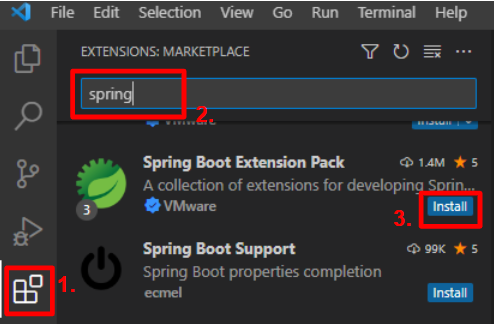 File Edit Selection View Go Run Terminal Help
EXTENSIONS: MARKETPLACE
spring
2.
VMware Install
Spring Boot Extension Pack 1.4M ★ 5
A collection of extensions for developing Sprin...
3 VMware 3. Install
Spring Boot Support 99K ★ 5
1. Spring Boot properties completion
ecmel Install